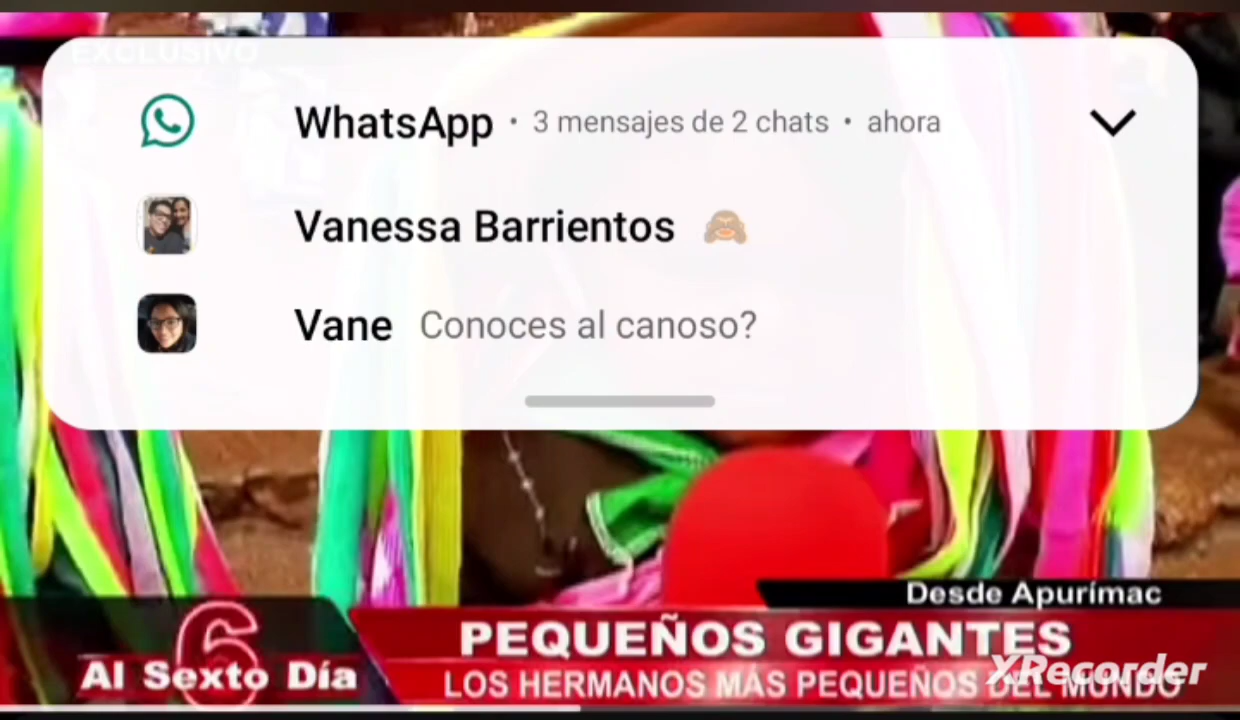 EXCLUSIVO
WhatsApp • 3 mensajes de 2 chats • ahora
Vanessa Barrientos 🙈
Vane Conoces al canoso?
Desde Apurímac
6
Al Sexto Día
PEQUEÑOS GIGANTES
LOS HERMANOS MÁS PEQUEÑOS DEL MUNDO
XRecorder